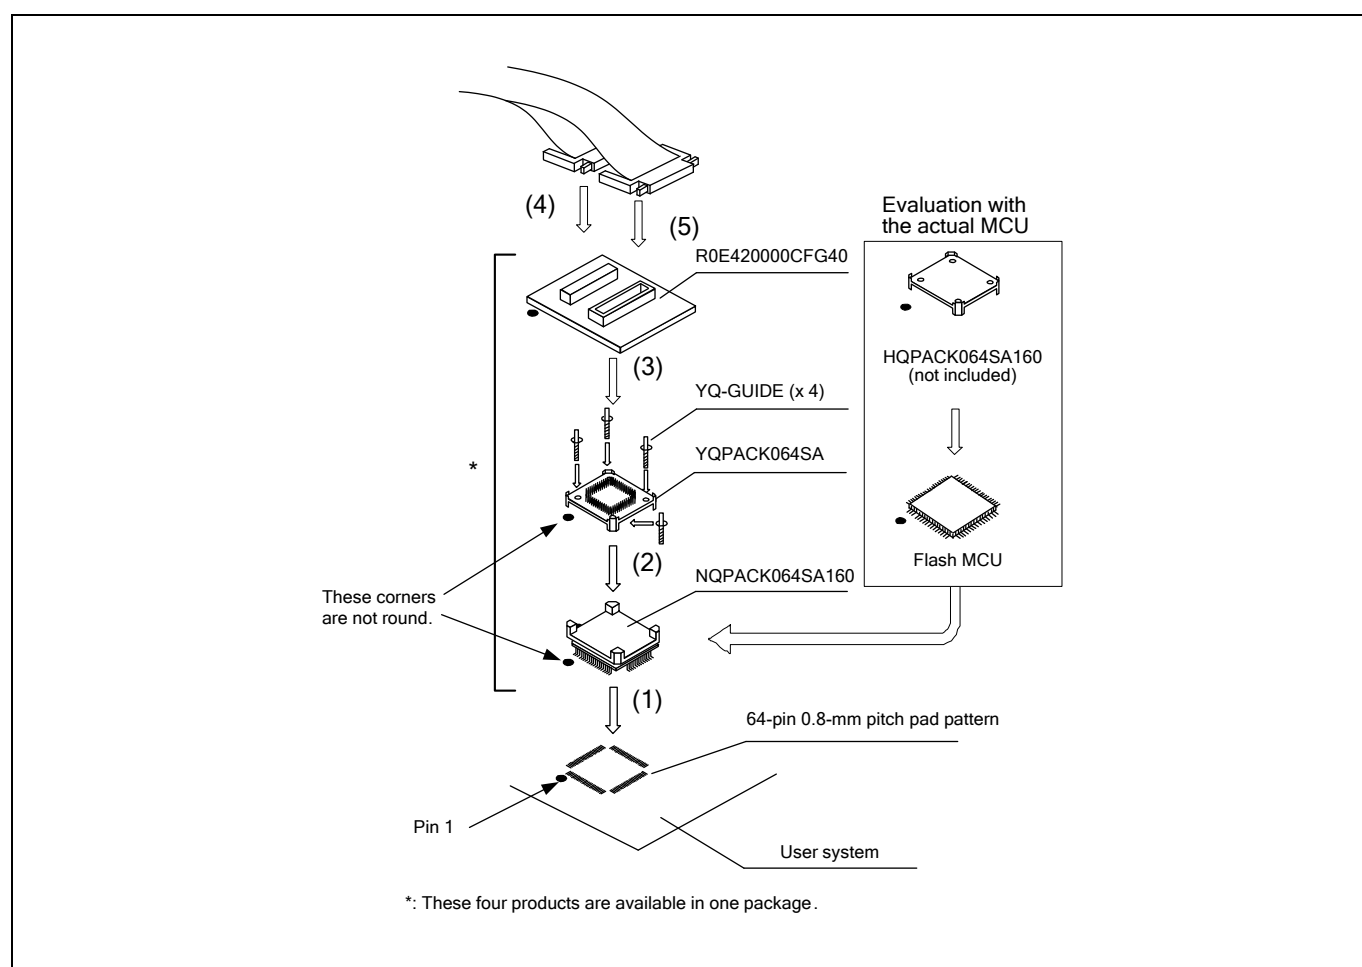 (4)
(5)
Evaluation with
the actual MCU
R0E420000CFG40
(3)
HQPACK064SA160
(not included)
YQ-GUIDE (x 4)
*
YQPACK064SA
(2)
Flash MCU
NQPACK064SA160
These corners
are not round.
(1)
64-pin 0.8-mm pitch pad pattern
Pin 1
User system
*: These four products are available in one package.